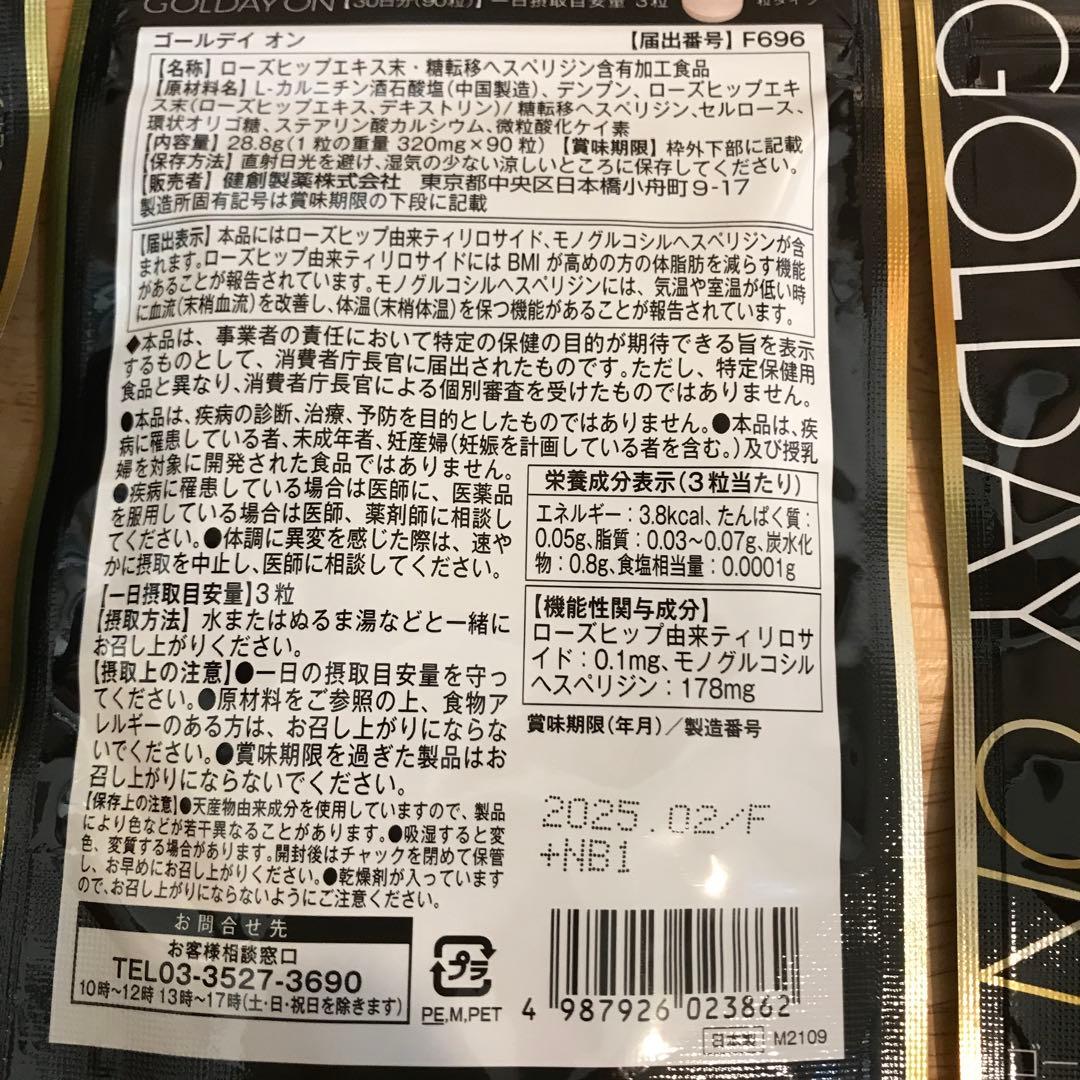 GOLDAY ON【30日分(90粒)】一日摂取目安量 3粒
粒タイプ
ゴールデイ オン 【届出番号】F696
【名称】ローズヒップエキス末・糖転移ヘスペリジン含有加工食品
【原材料名】L-カルニチン酒石酸塩(中国製造)、デンプン、ローズヒップエキ
ス末(ローズヒップエキス、デキストリン)/糖転移ヘスペリジン、セルロース、
環状オリゴ糖、ステアリン酸カルシウム、微粒酸化ケイ素
【内容量】28.8g(1粒の重量 320mg×90粒)【賞味期限】枠外下部に記載
【保存方法】直射日光を避け、湿気の少ない涼しいところに保存してください。
【販売者】 健創製薬株式会社 東京都中央区日本橋小舟町9-17
製造所固有記号は賞味期限の下段に記載
【届出表示】本品にはローズヒップ由来ティリロサイド、モノグルコシルヘスペリジンが含
まれます。ローズヒップ由来ティリロサイドには BMI が高めの方の体脂肪を減らす機能
があることが報告されています。モノグルコシルヘスペリジンには、気温や室温が低い時
に血流(末梢血流)を改善し、体温(末梢体温)を保つ機能があることが報告されています。
◆本品は、事業者の責任において特定の保健の目的が期待できる旨を表示
するものとして、消費者庁長官に届出されたものです。ただし、特定保健用
食品と異なり、消費者庁長官による個別審査を受けたものではありません。
●本品は、疾病の診断、治療、予防を目的としたものではありません。●本品は、疾
病に罹患している者、未成年者、妊産婦(妊娠を計画している者を含む。)及び授乳
婦を対象に開発された食品ではありません。
●疾病に罹患している場合は医師に、医薬品
を服用している場合は医師、薬剤師に相談し
てください。●体調に異変を感じた際は、速や
かに摂取を中止し、医師に相談してください。
【一日摂取目安量】3粒
【摂取方法】水またはぬるま湯などと一緒に
お召し上がりください。
【摂取上の注意】●一日の摂取目安量を守っ
てください。●原材料をご参照の上、食物ア
レルギーのある方は、お召し上がりにならな
いでください。●賞味期限を過ぎた製品はお
召し上がりにならないでください。
【保存上の注意】●天産物由来成分を使用していますので、製品
により色などが若干異なることがあります。●吸湿すると変
色、変質する場合があります。開封後はチャックを閉めて保管
し、お早めにお召し上がりください。●乾燥剤が入っています
ので、お召し上がりにならないようにご注意ください。
栄養成分表示(3粒当たり)
エネルギー:3.8kcal、たんぱく質:
0.05g、脂質:0.03〜0.07g、炭水化
物:0.8g、食塩相当量:0.0001g
【機能性関与成分】
ローズヒップ由来ティリロサ
イド:0.1mg、モノグルコシル
ヘスペリジン:178mg
賞味期限(年月)/製造番号
2025.02/F
+NB1
お問合せ先
お客様相談窓口
TEL03-3527-3690
10時〜12時 13時〜17時(土・日・祝日を除きます)
プラ
PE,M,PET
4 987926 023862
日本製 M2109
GOLDAY ON